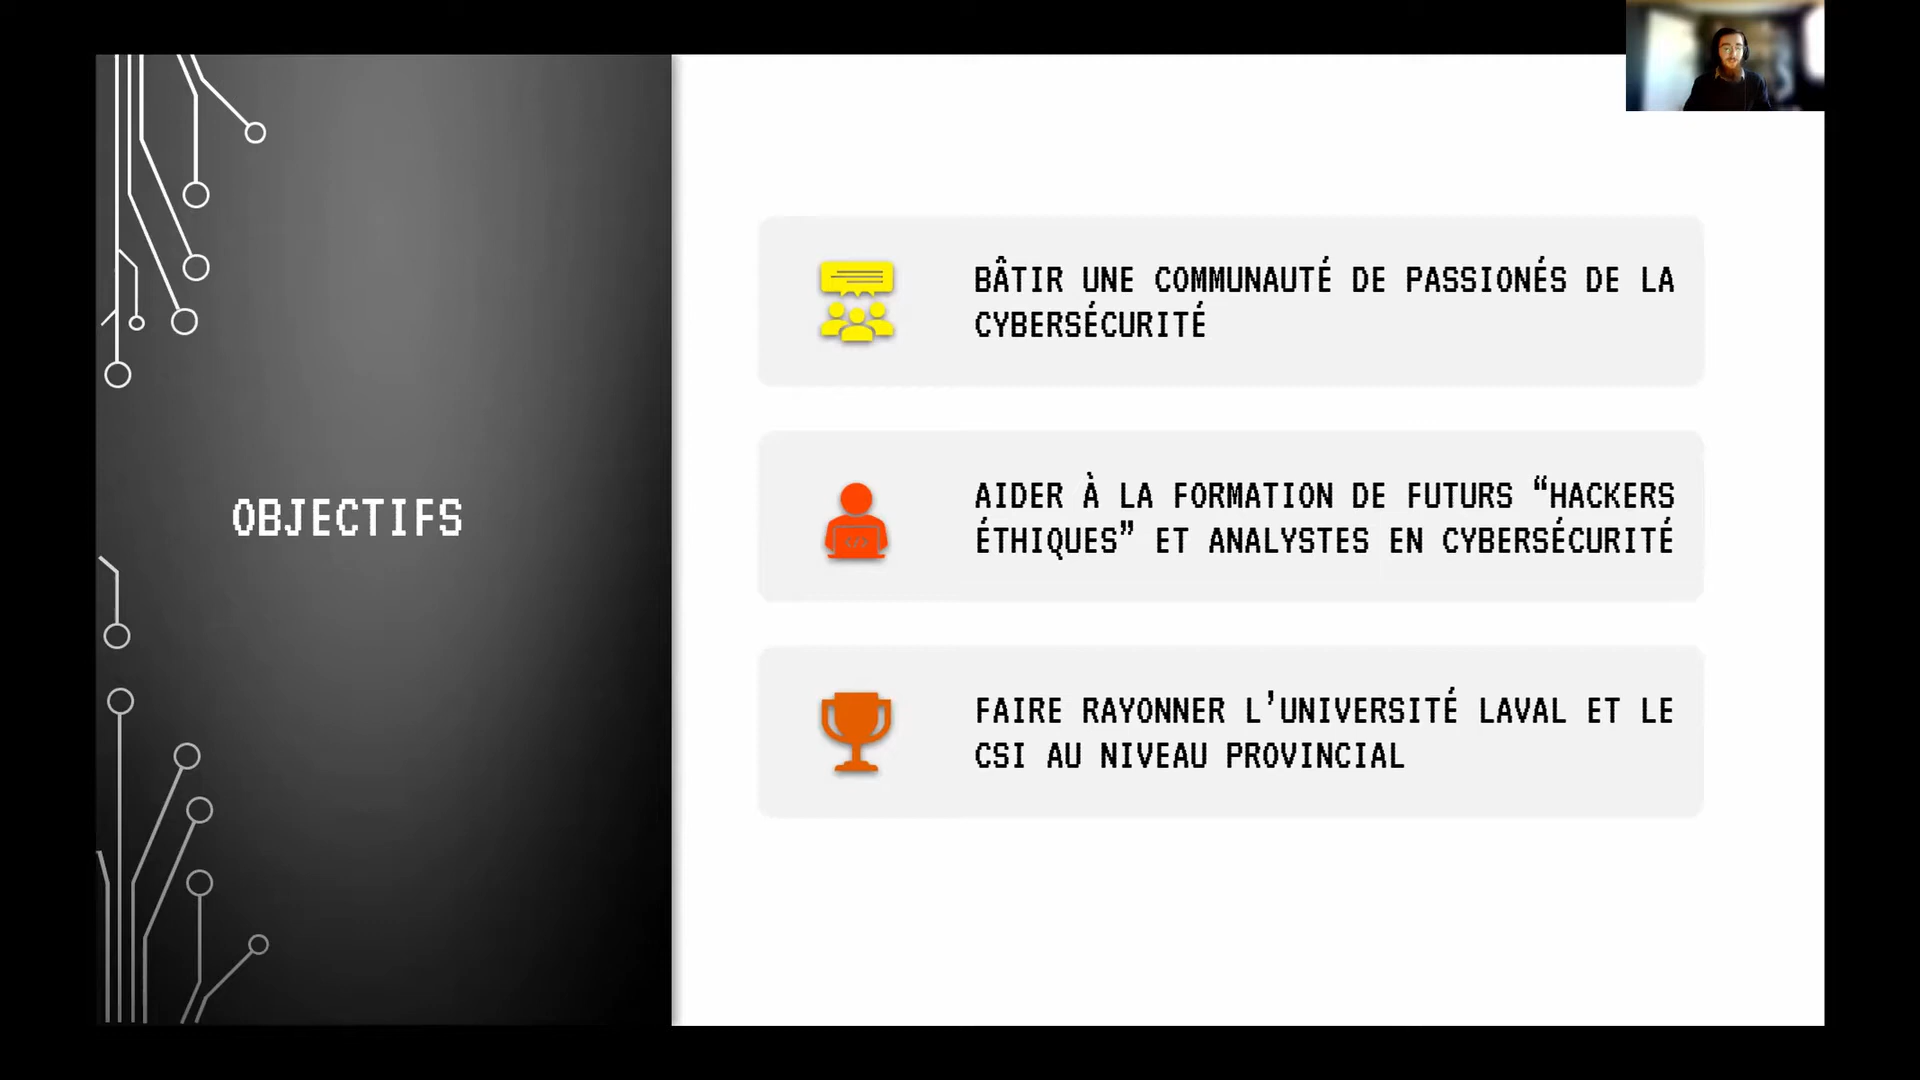 OBJECTIFS
BÂTIR UNE COMMUNAUTÉ DE PASSIONÉS DE LA
CYBERSÉCURITÉ
AIDER À LA FORMATION DE FUTURS “HACKERS
ÉTHIQUES” ET ANALYSTES EN CYBERSÉCURITÉ
FAIRE RAYONNER L’UNIVERSITÉ LAVAL ET LE
CSI AU NIVEAU PROVINCIAL